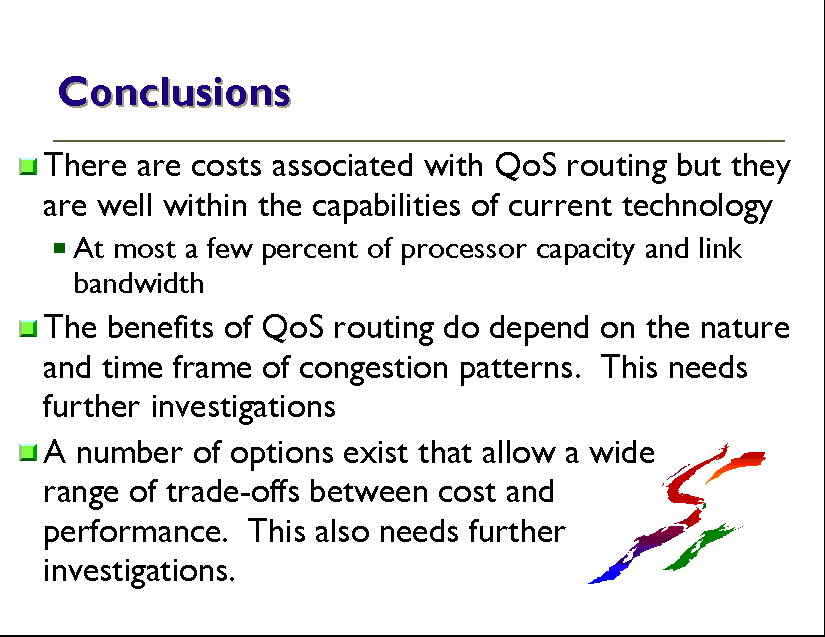 Conclusions
There are costs associated with QoS routing but they
are well within the capabilities of current technology
At most a few percent of processor capacity and link
bandwidth
The benefits of QoS routing do depend on the nature
and time frame of congestion patterns.  This needs
further investigations
A number of options exist that allow a wide
range of trade-offs between cost and
performance.  This also needs further
investigations.